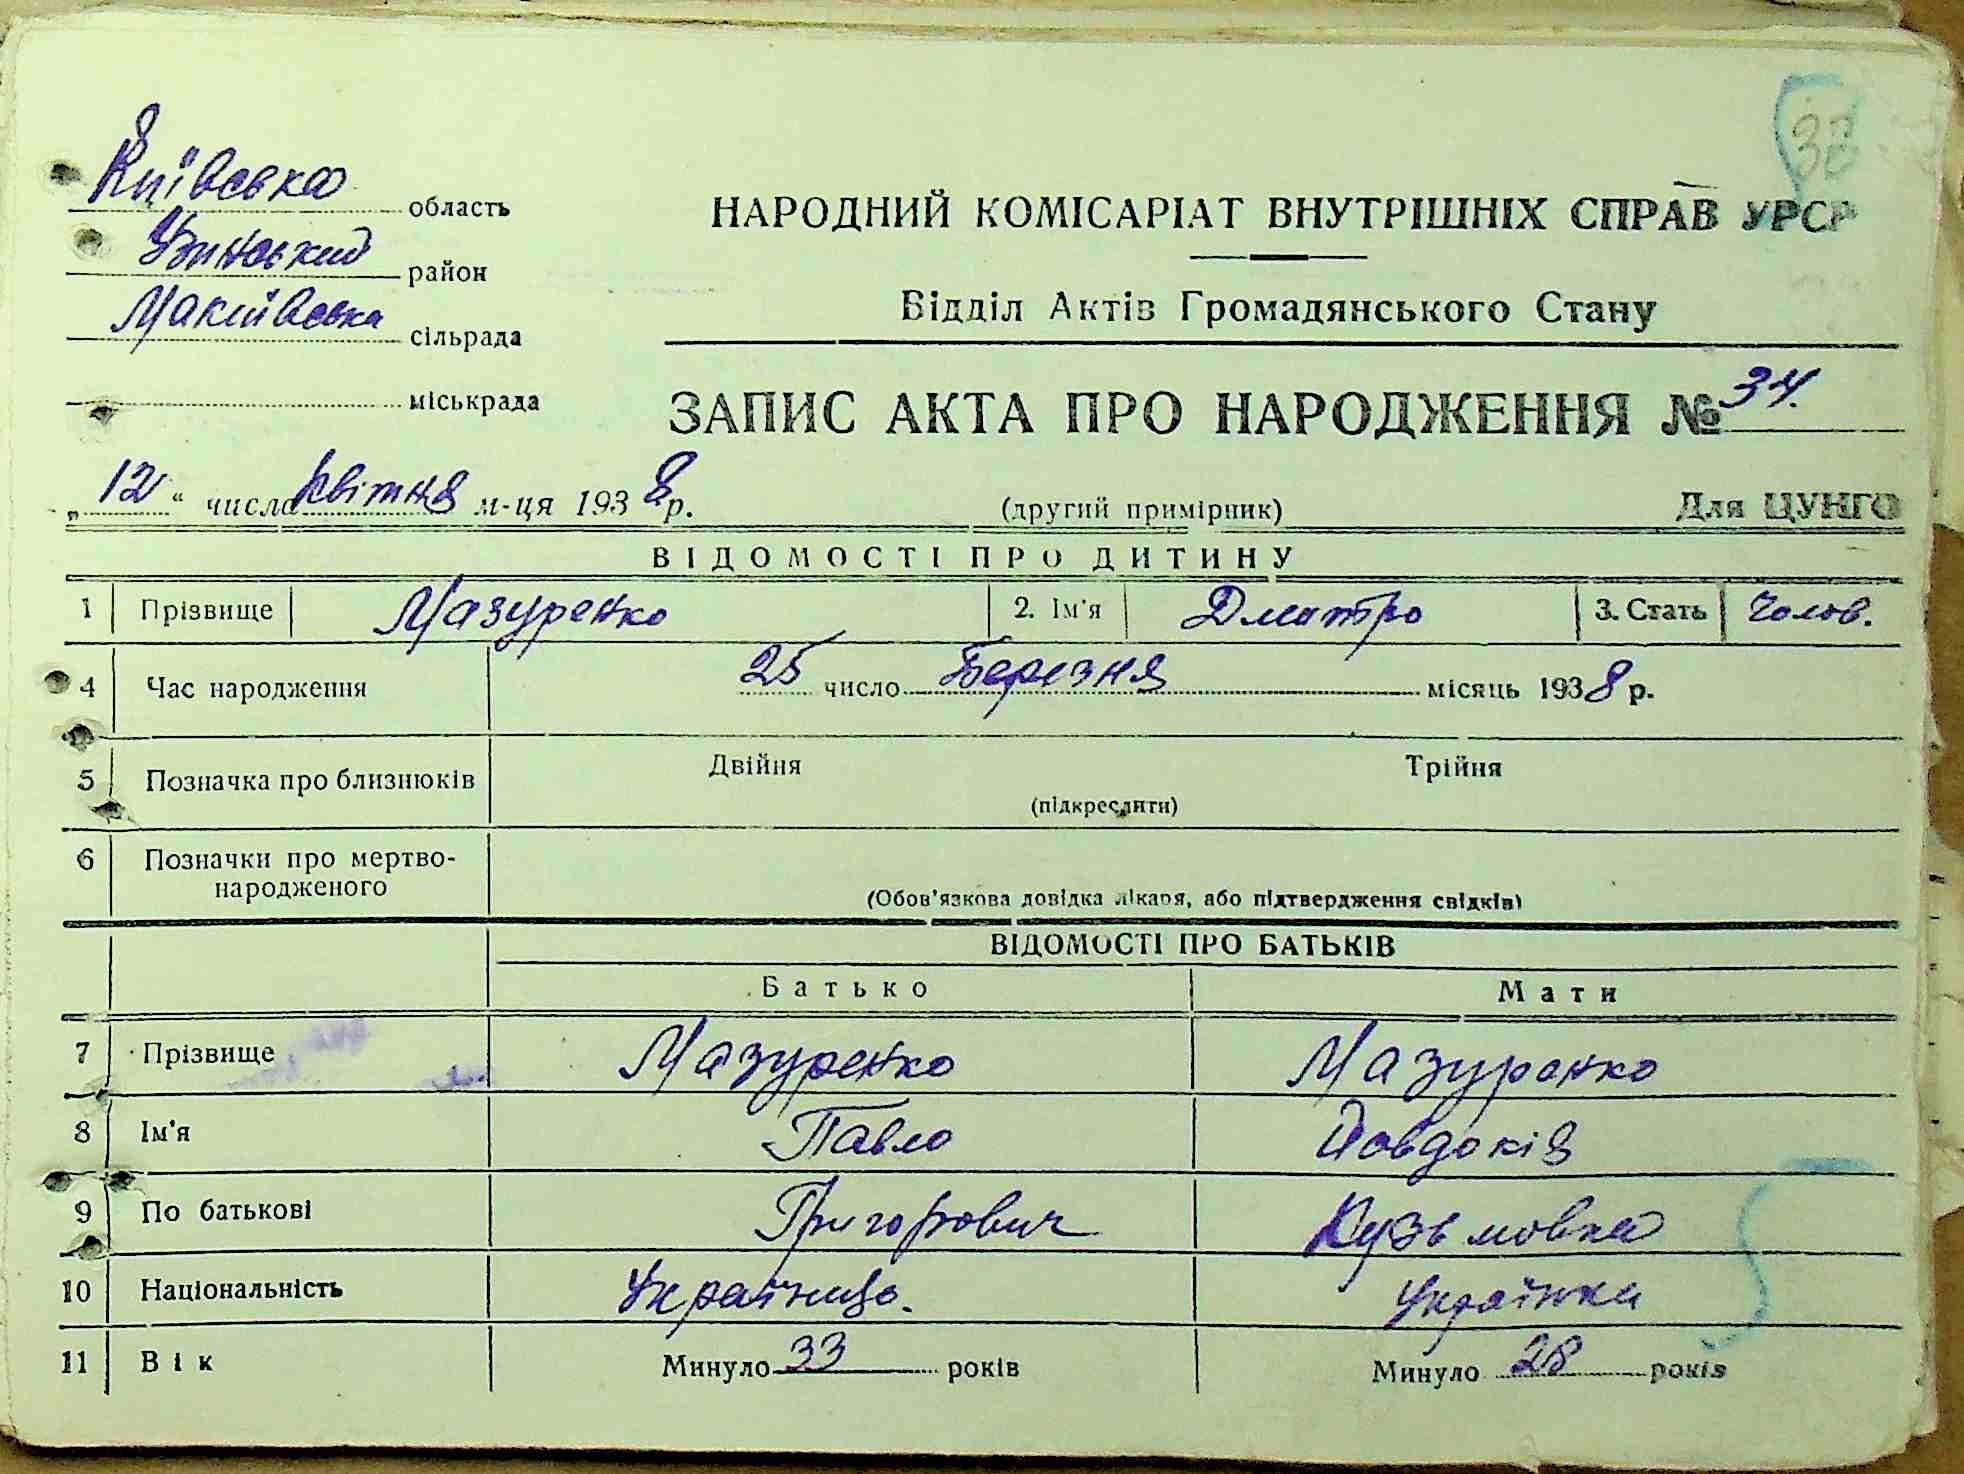 38
Київська область
НАРОДНИЙ КОМІСАРІАТ ВНУТРІШНІХ СПРАВ УРСР
Узинський район
Відділ Актів Громадянського Стану
Макіївська сільрада
міськрада
ЗАПИС АКТА ПРО НАРОДЖЕННЯ № 34.
„12“ числа квітня м-ця 1938 р. (другий примірник) Для ЦУНГО
ВІДОМОСТІ ПРО ДИТИНУ
1 Прізвище Мазуренко 2. Ім'я Дмитро 3. Стать Чолов.
4 Час народження 25 число Березня місяць 1938 р.
5 Позначка про близнюків Двійня Трійня
(підкреслити)
6 Позначки про мертво-
народженого
(Обов'язкова довідка лікаря, або підтвердження свідків)
ВІДОМОСТІ ПРО БАТЬКІВ
Батько Мати
7 Прізвище Мазуренко Мазуренко
8 Ім'я Павло Йовдокія
9 По батькові Григорович Кузьмовна
10 Національність Українць. Українка
11 Вік Минуло 33 років Минуло 28 років